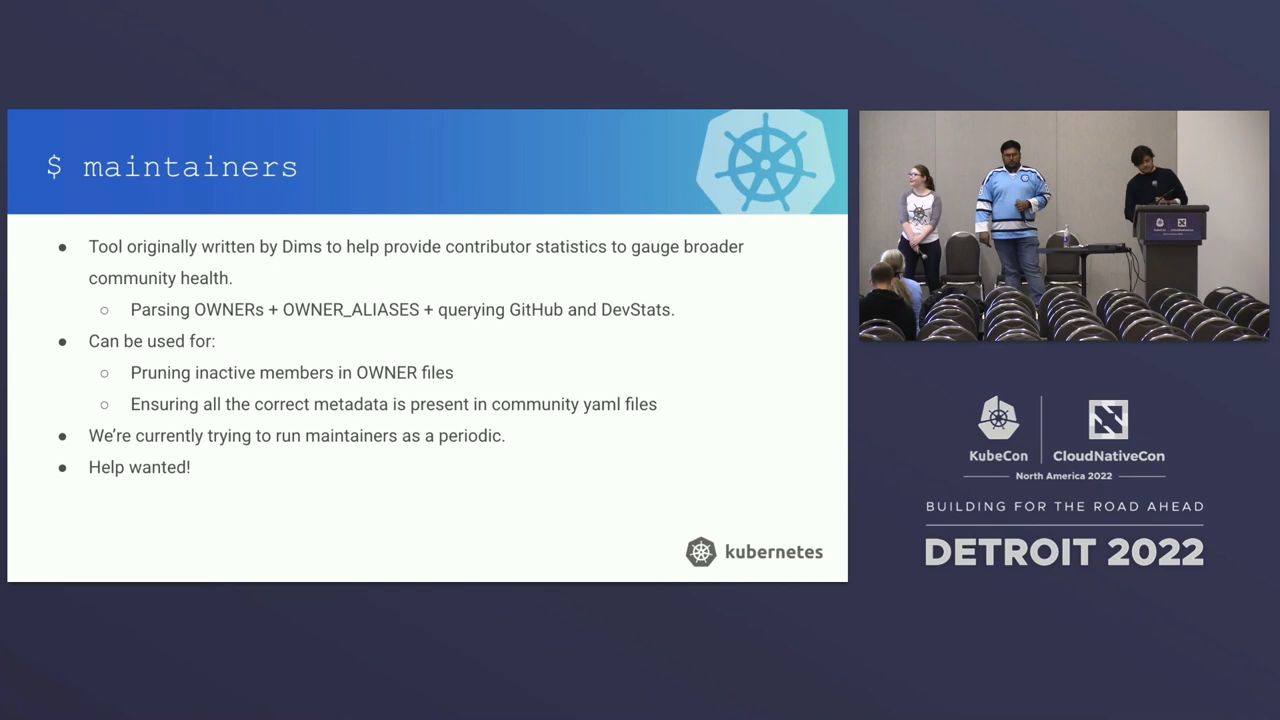 $ maintainers
● Tool originally written by Dims to help provide contributor statistics to gauge broader
community health.
○ Parsing OWNERs + OWNER_ALIASES + querying GitHub and DevStats.
● Can be used for:
○ Pruning inactive members in OWNER files
○ Ensuring all the correct metadata is present in community yaml files
● We’re currently trying to run maintainers as a periodic.
● Help wanted!
kubernetes
KubeCon
CloudNativeCon
North America 2022
BUILDING FOR THE ROAD AHEAD
DETROIT 2022